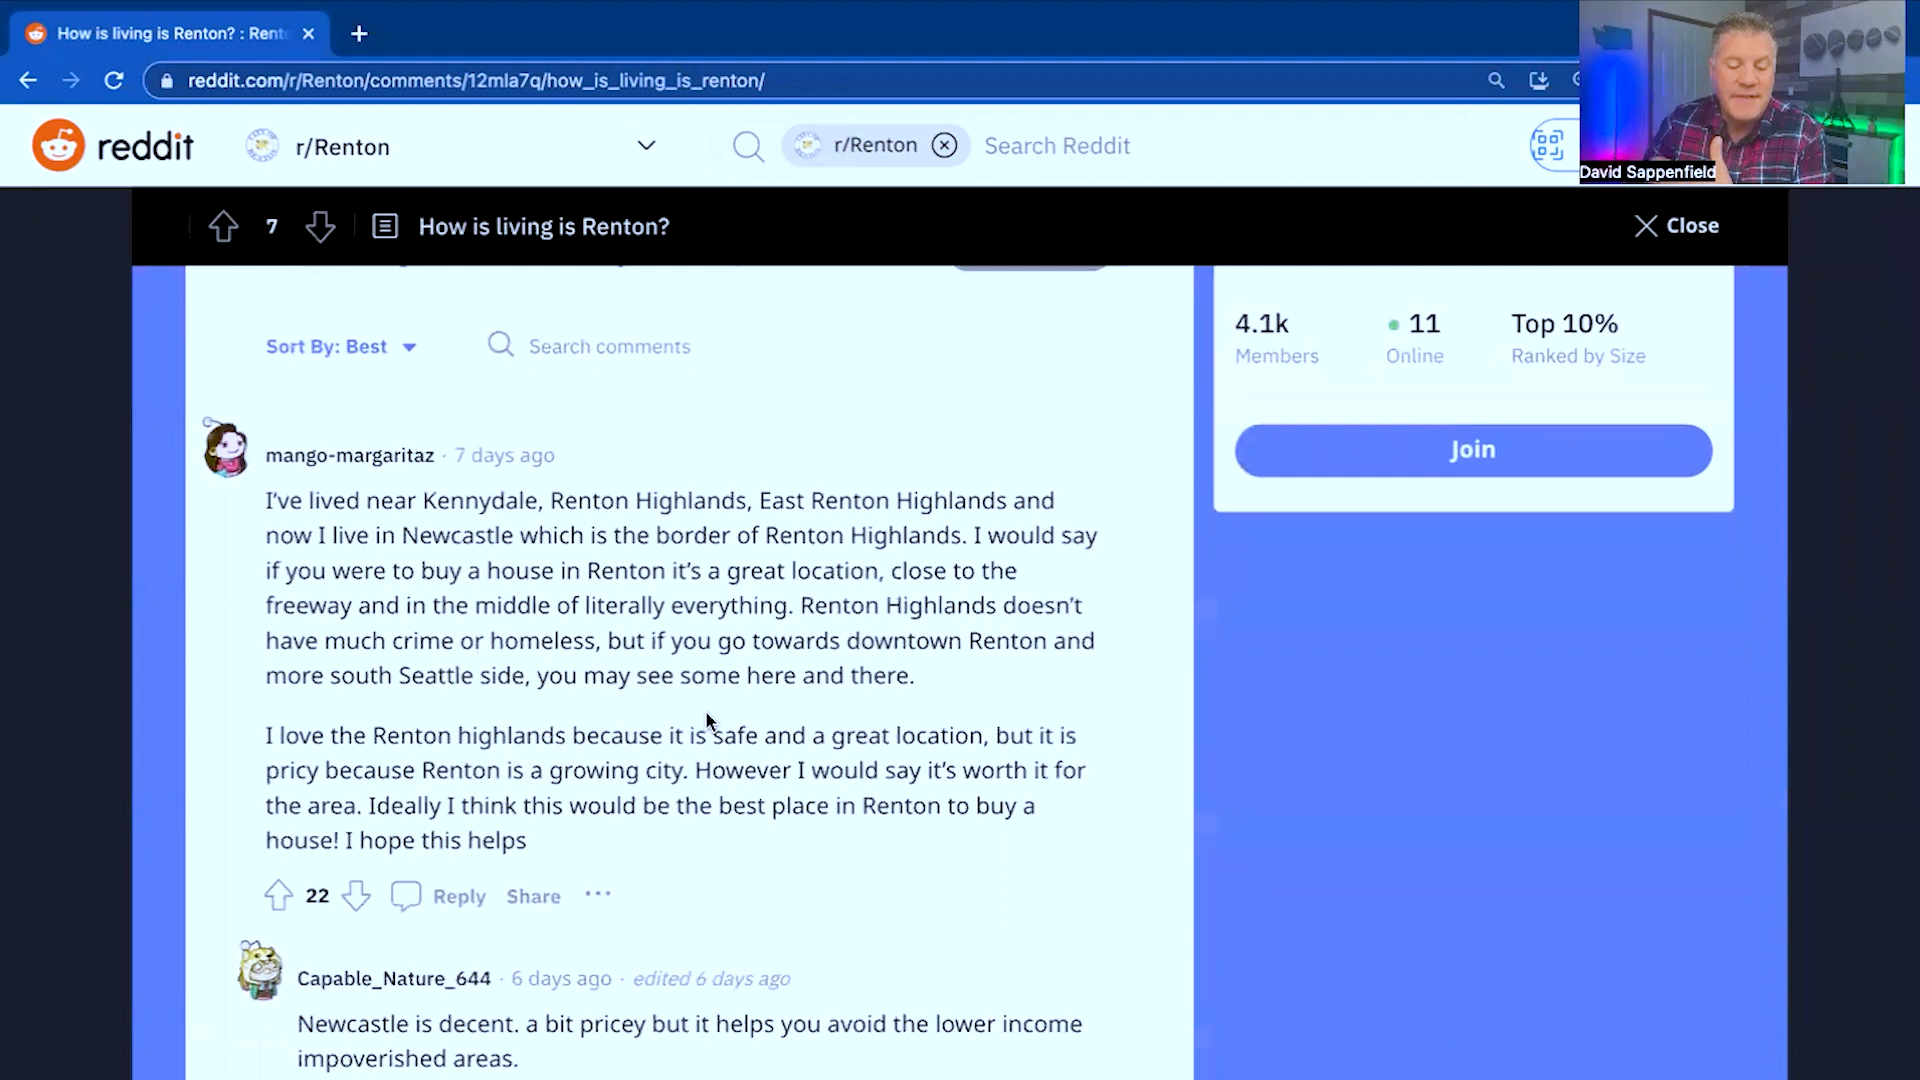 How is living is Renton? : Rent
reddit.com/r/Renton/comments/12mla7q/how_is_living_is_renton/
reddit
r/Renton
r/Renton
Search Reddit
David Sappenfield
7
How is living is Renton?
Close
Sort By: Best
Search comments
4.1k
Members
11
Online
Top 10%
Ranked by Size
Join
mango-margaritaz · 7 days ago
I’ve lived near Kennydale, Renton Highlands, East Renton Highlands and
now I live in Newcastle which is the border of Renton Highlands. I would say
if you were to buy a house in Renton it’s a great location, close to the
freeway and in the middle of literally everything. Renton Highlands doesn’t
have much crime or homeless, but if you go towards downtown Renton and
more south Seattle side, you may see some here and there.
I love the Renton highlands because it is safe and a great location, but it is
pricy because Renton is a growing city. However I would say it’s worth it for
the area. Ideally I think this would be the best place in Renton to buy a
house! I hope this helps
22
Reply
Share
Capable_Nature_644 · 6 days ago · edited 6 days ago
Newcastle is decent. a bit pricey but it helps you avoid the lower income
impoverished areas.